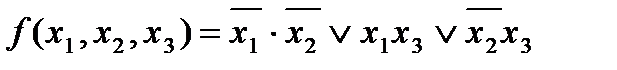 f(x₁, x₂, x₃) = x̅₁ · x̅₂ ∨ x₁x₃ ∨ x̅₂x₃